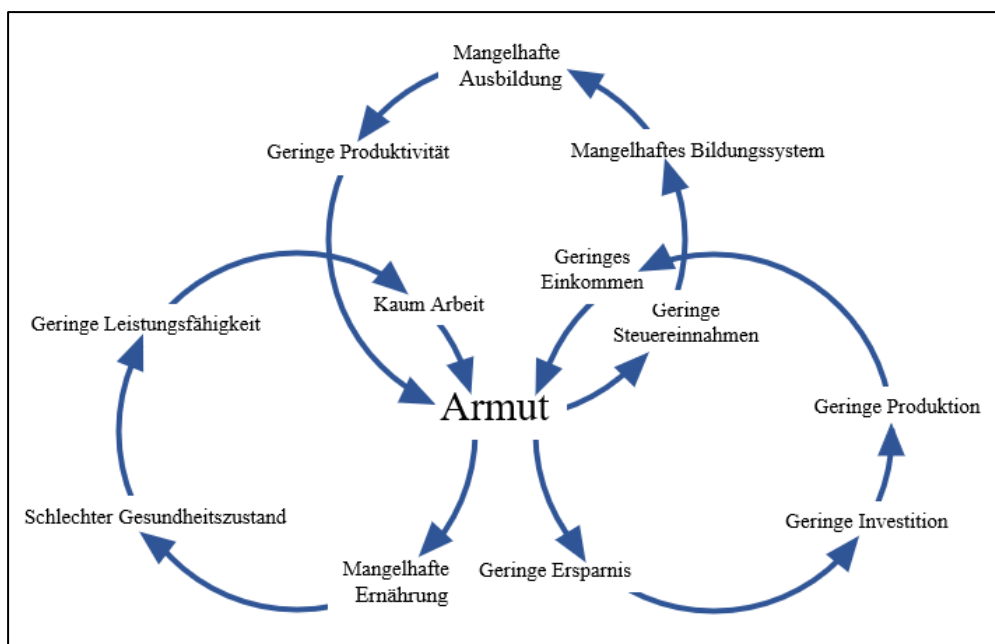 Mangelhafte
Ausbildung
Geringe Produktivität
Mangelhaftes Bildungssystem
Geringes
Einkommen
Kaum Arbeit
Geringe
Steuereinnahmen
Geringe Leistungsfähigkeit
Armut
Geringe Produktion
Schlechter Gesundheitszustand
Geringe Investition
Mangelhafte
Ernährung
Geringe Ersparnis